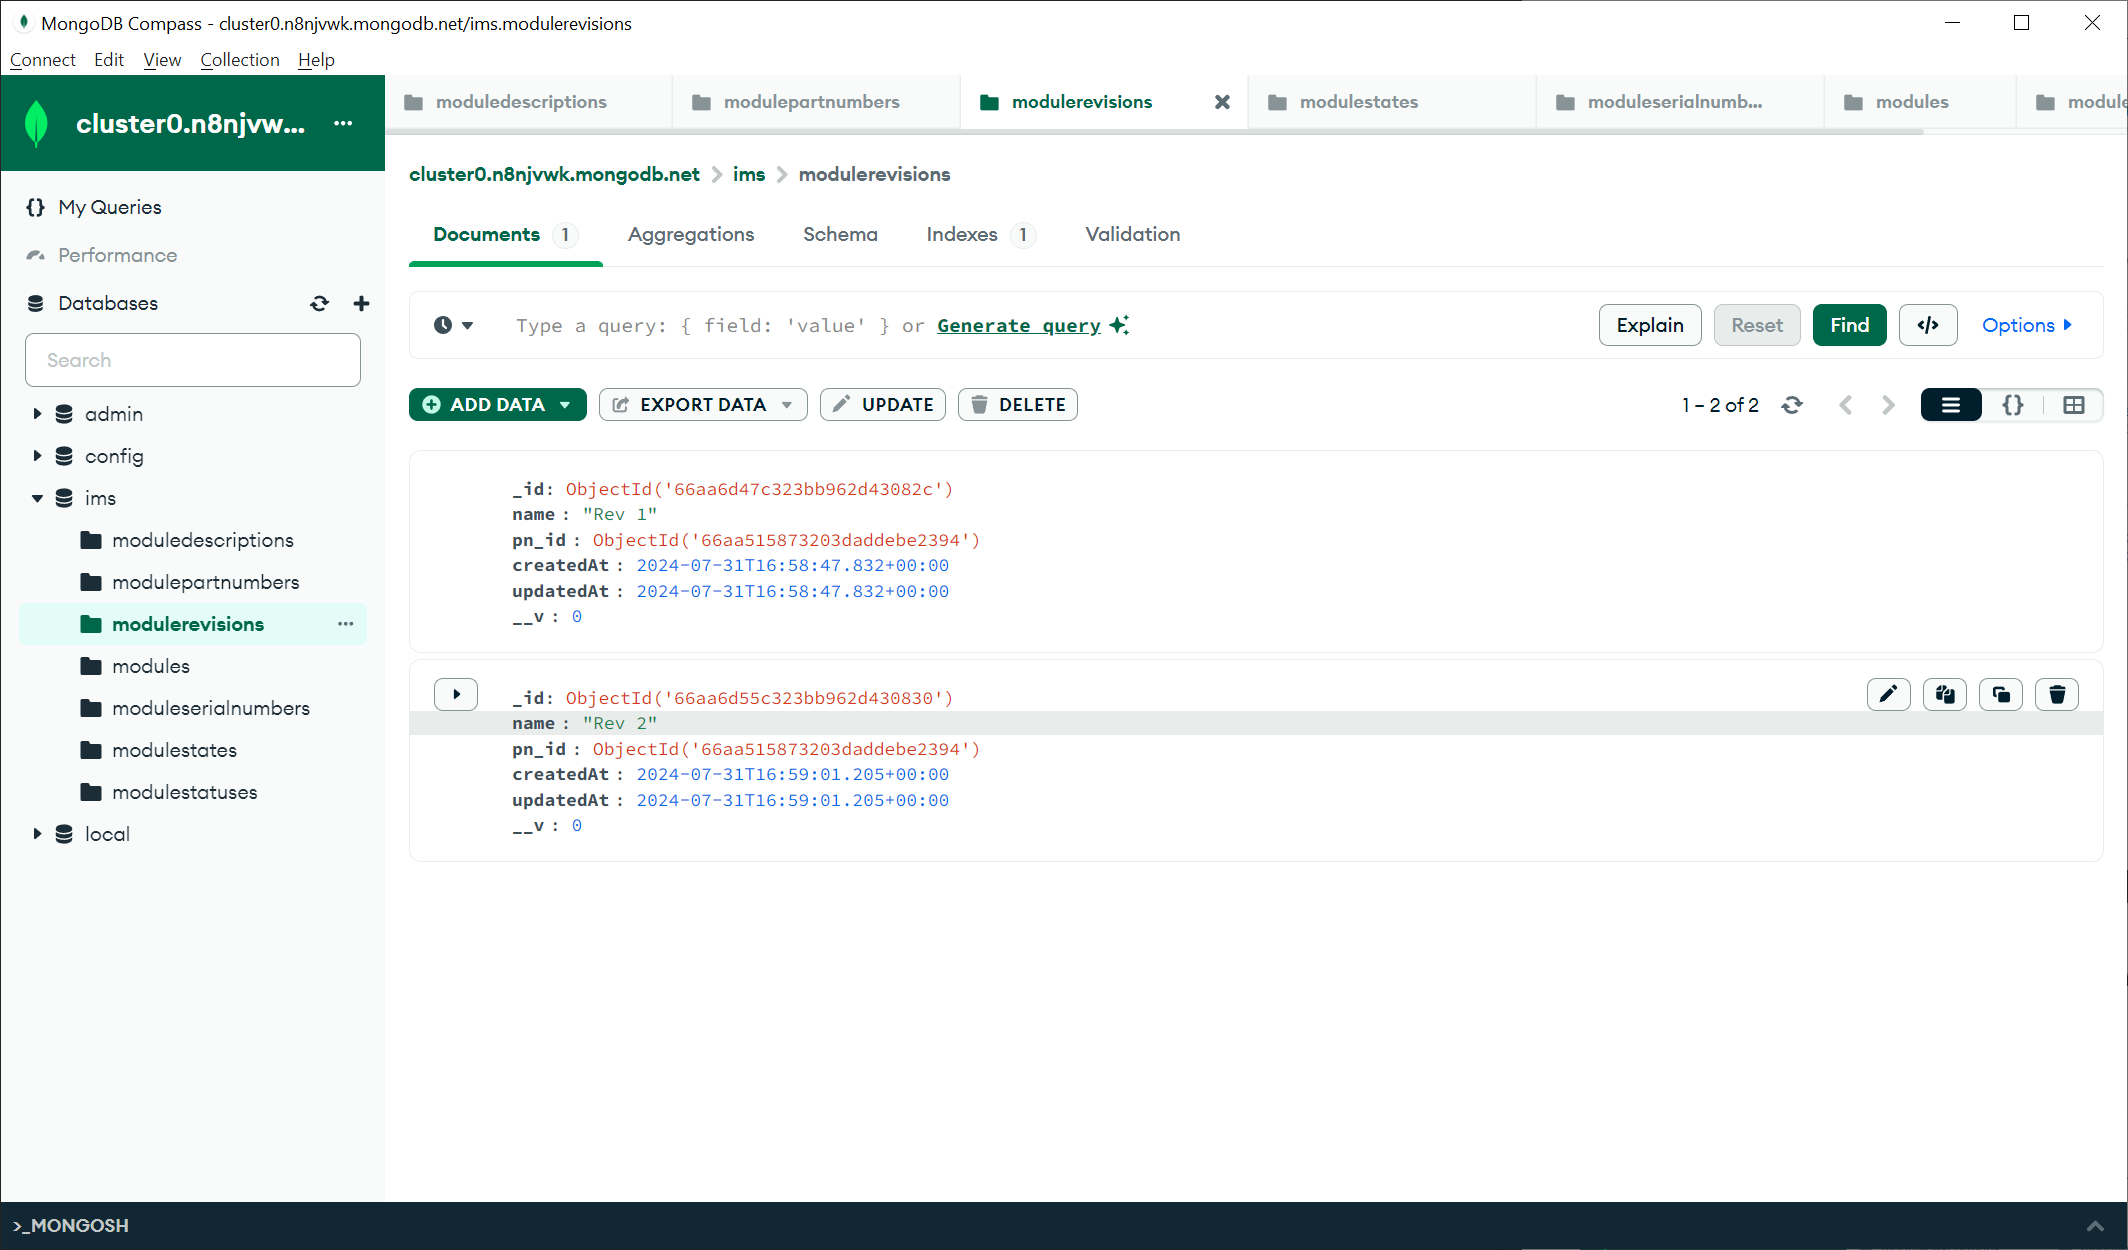 MongoDB Compass - cluster0.n8njvwk.mongodb.net/ims.modulerevisions
Connect Edit View Collection Help
cluster0.n8njvw... ...
moduledescriptions modulepartnumbers modulerevisions modulestates moduleserialnumb... modules module
cluster0.n8njvwk.mongodb.net > ims > modulerevisions
{} My Queries
Performance
Databases
Search
admin
config
ims
moduledescriptions
modulepartnumbers
modulerevisions ...
modules
moduleserialnumbers
modulestates
modulestatuses
local
Documents 1 Aggregations Schema Indexes 1 Validation
Type a query: { field: 'value' } or Generate query
Explain Reset Find </> Options
ADD DATA EXPORT DATA UPDATE DELETE
1 – 2 of 2 {}
_id: ObjectId('66aa6d47c323bb962d43082c')
name : "Rev 1"
pn_id : ObjectId('66aa515873203daddebe2394')
createdAt : 2024-07-31T16:58:47.832+00:00
updatedAt : 2024-07-31T16:58:47.832+00:00
__v : 0
_id: ObjectId('66aa6d55c323bb962d430830')
name : "Rev 2"
pn_id : ObjectId('66aa515873203daddebe2394')
createdAt : 2024-07-31T16:59:01.205+00:00
updatedAt : 2024-07-31T16:59:01.205+00:00
__v : 0
>_MONGOSH